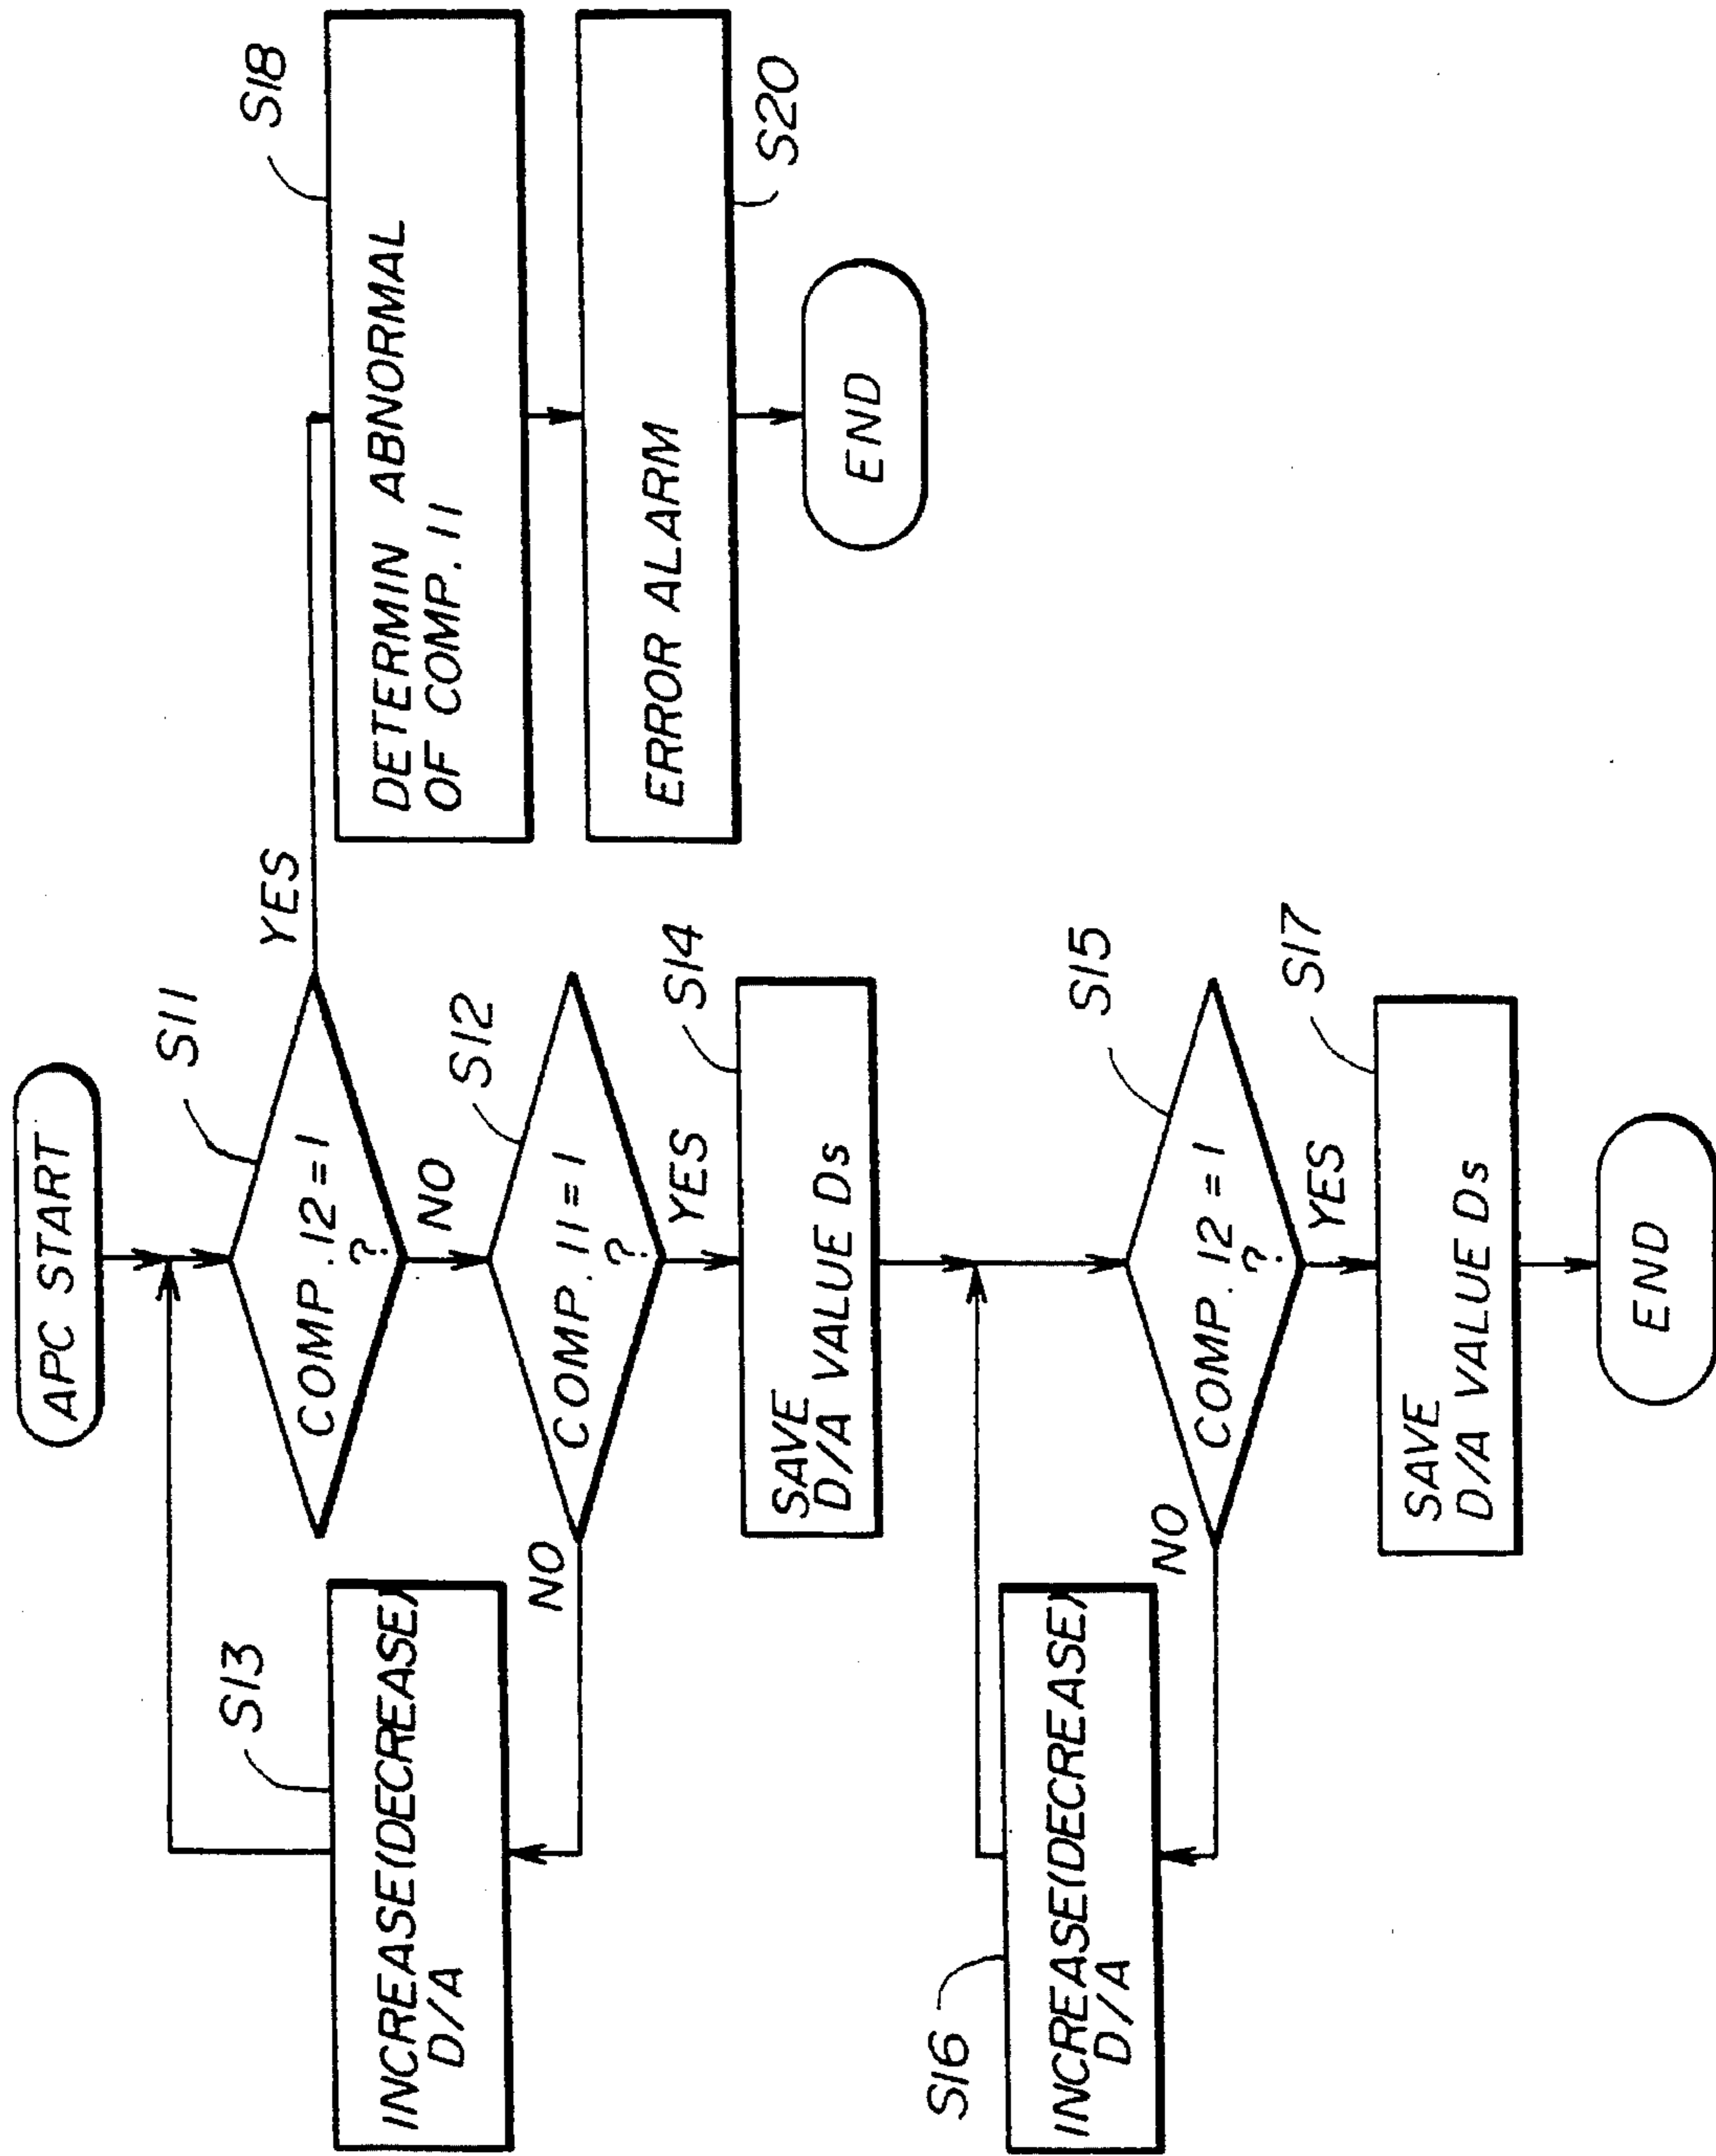 APC START
S11
COMP.12=1
?
YES
NO
S12
COMP.11=1
?
NO
YES
S13
INCREASE(DECREASE)
D/A
S14
SAVE
D/A VALUE Ds
S15
COMP.12=1
?
NO
YES
S16
INCREASE(DECREASE)
D/A
S17
SAVE
D/A VALUE Ds
END
S18
DETERMIN ABNORMAL
OF COMP.11
ERROR ALARM
S20
END